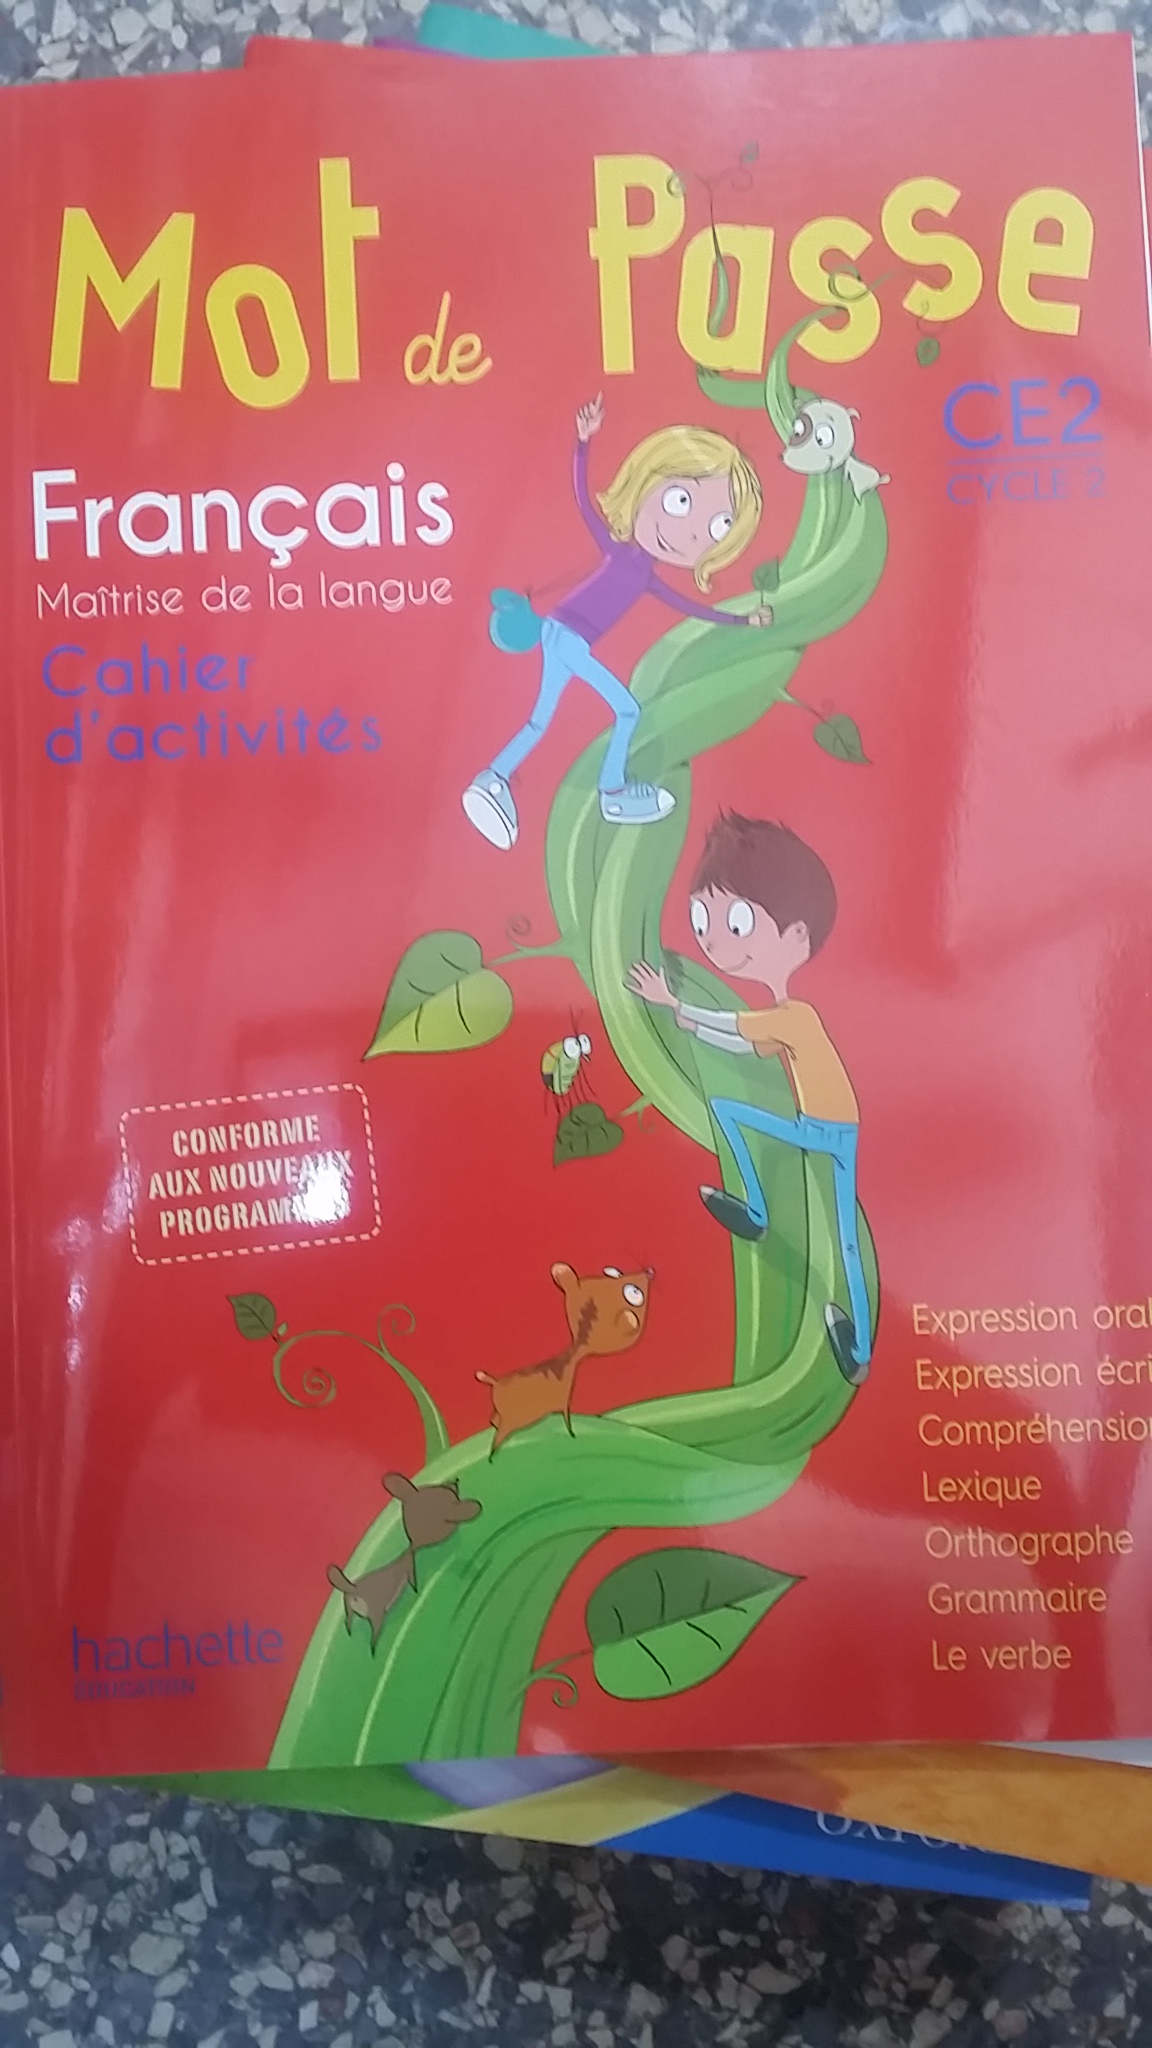 Mot de Passe
CE2
CYCLE 2
Français
Maîtrise de la langue
Cahier
d'activités
CONFORME
AUX NOUVEAUX
Expression
Expression
Lexique
Orthographe
Grammaire
Le verbe
hachette
ÉDUCATION